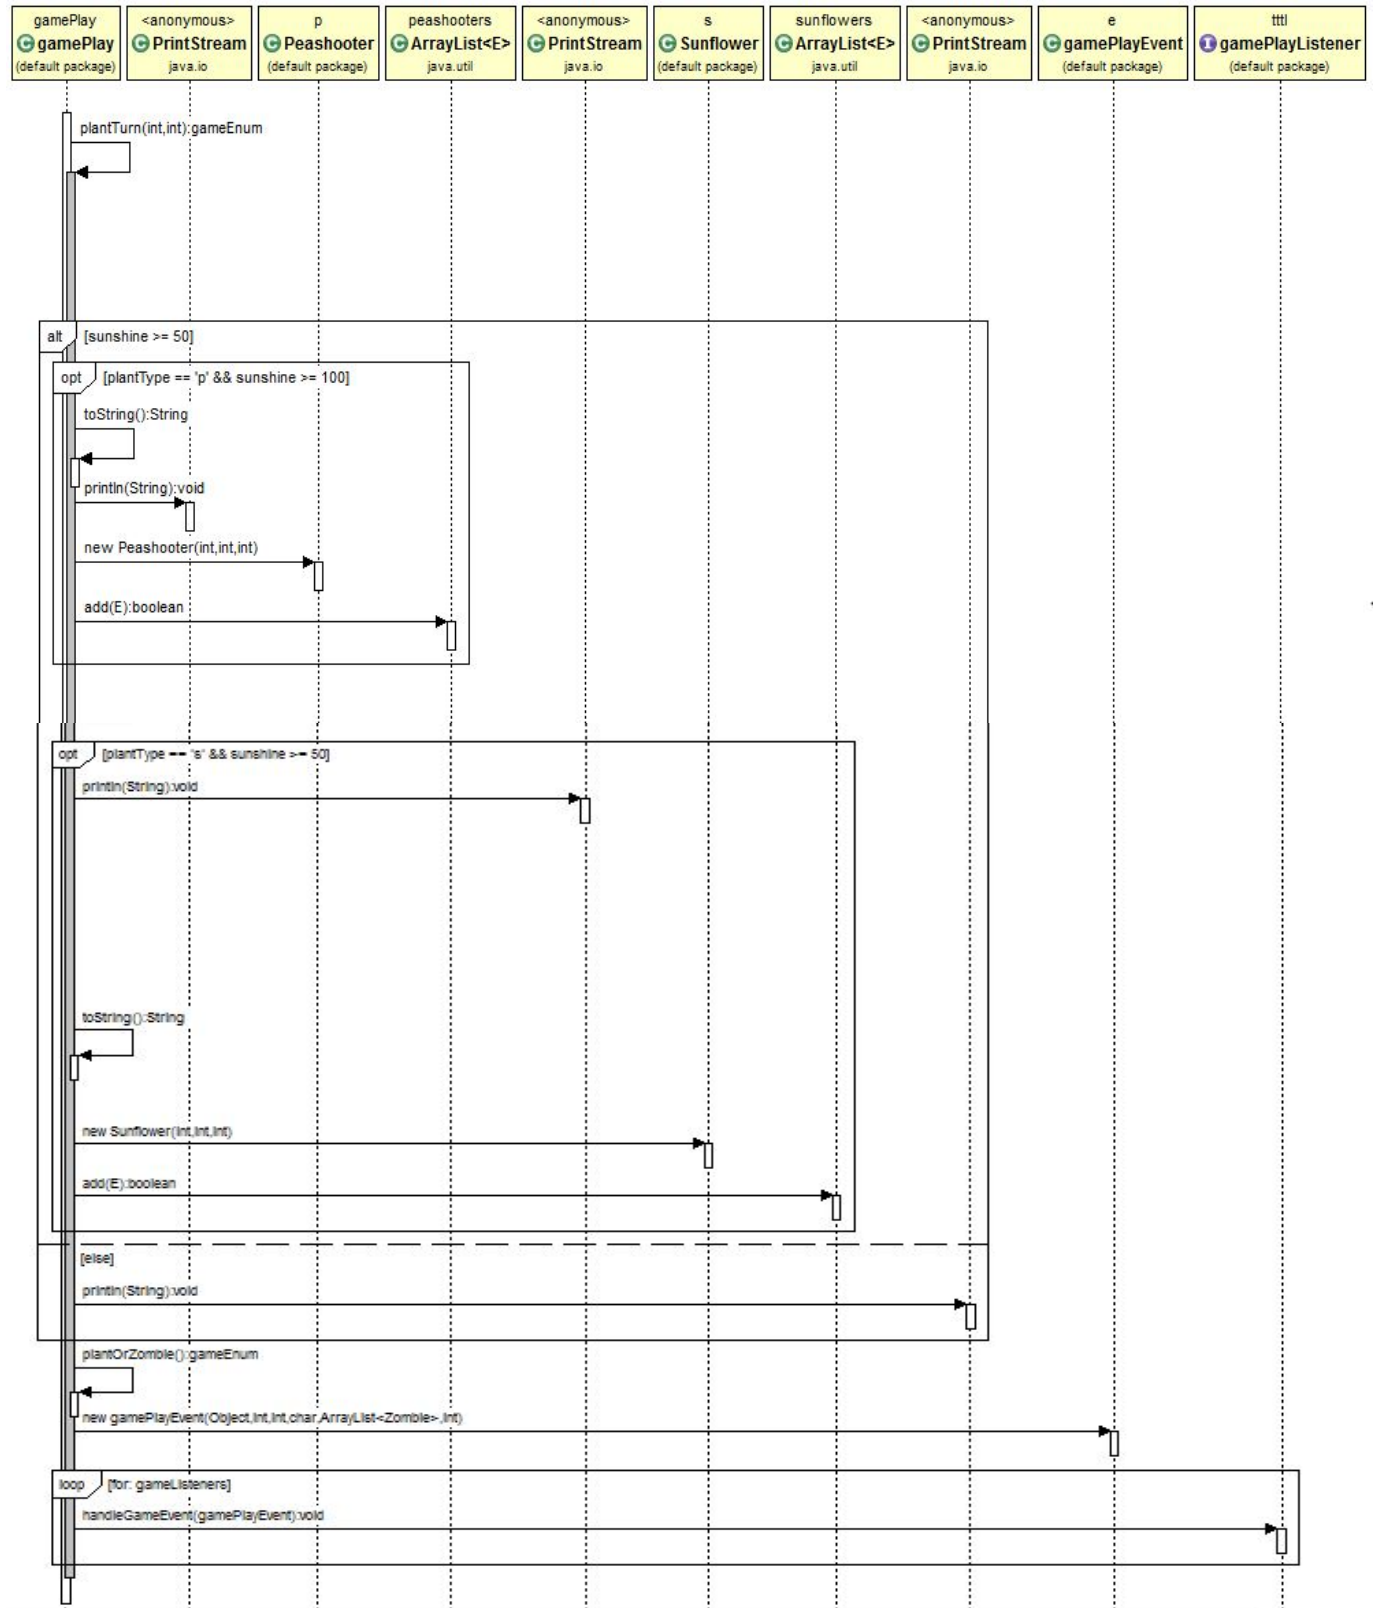 gamePlay <anonymous> p peashooters <anonymous> s sunflowers <anonymous> e tttl
C gamePlay C PrintStream C Peashooter C ArrayList<E> C PrintStream C Sunflower C ArrayList<E> C PrintStream C gamePlayEvent I gamePlayListener
(default package) java.io (default package) java.util java.io (default package) java.util java.io (default package) (default package)
plantTurn(int,int):gameEnum
alt [sunshine >= 50]
opt [plantType == 'p' && sunshine >= 100]
toString():String
println(String):void
new Peashooter(int,int,int)
add(E):boolean
opt [plantType == 's' && sunshine >= 50]
println(String):void
toString():String
new Sunflower(int,int,int)
add(E):boolean
[else]
println(String):void
plantOrZombie():gameEnum
new gamePlayEvent(Object,int,int,char,ArrayList<Zombie>,int)
loop [for: gameListeners]
handleGameEvent(gamePlayEvent):void